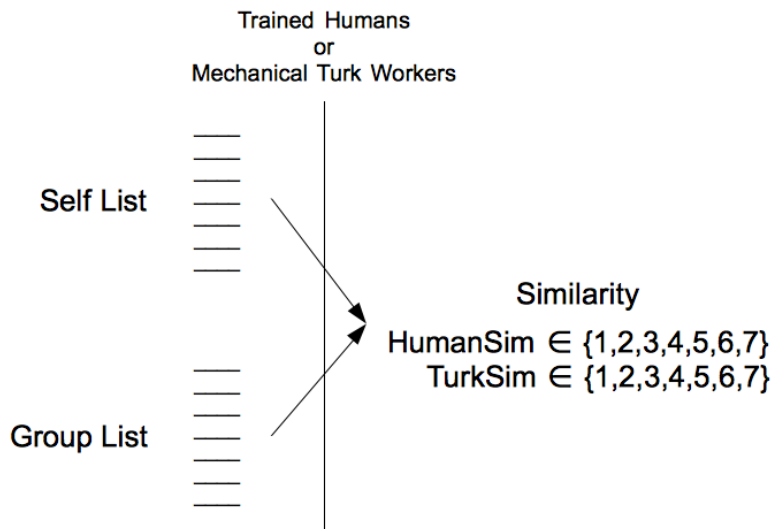 Trained Humans
or
Mechanical Turk Workers
Self List
Similarity
HumanSim ∈ {1,2,3,4,5,6,7}
TurkSim ∈ {1,2,3,4,5,6,7}
Group List